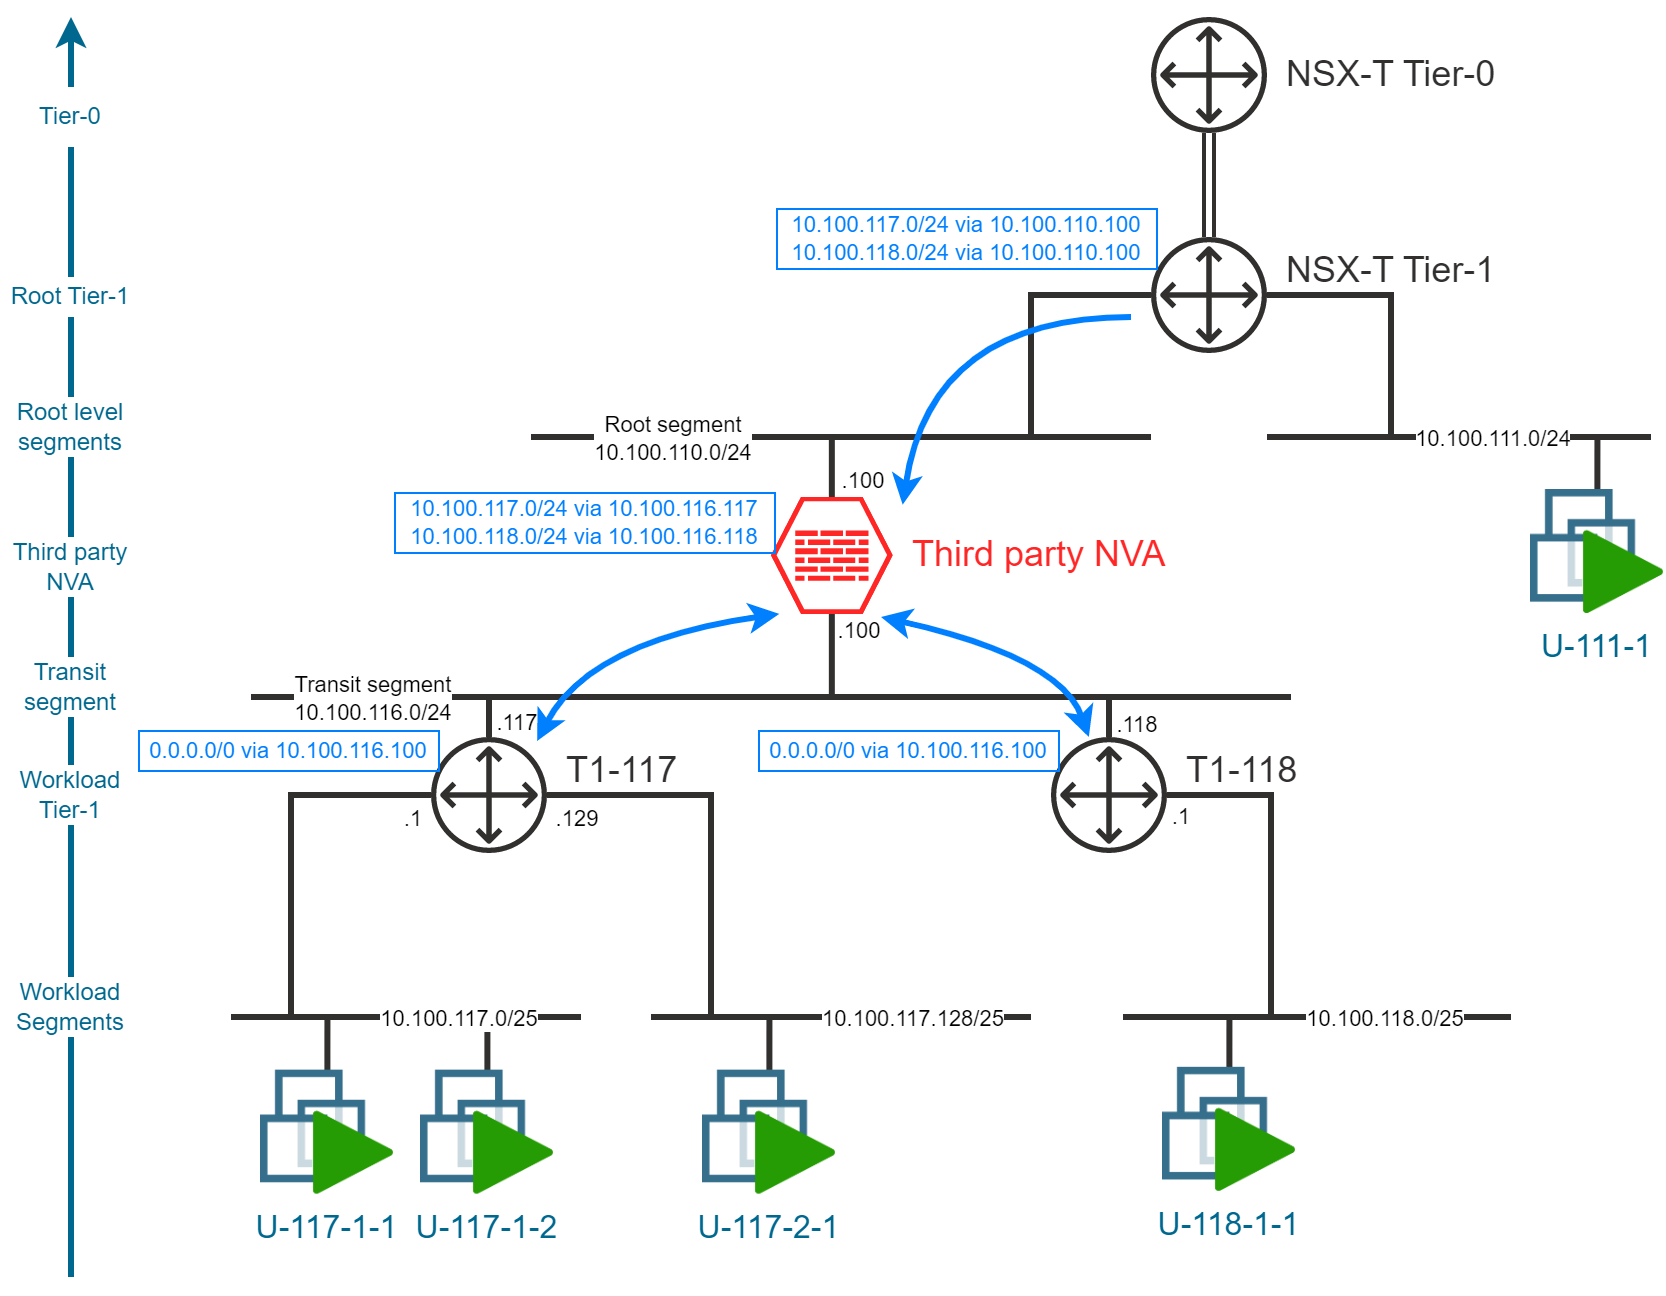 NSX-T Tier-0
Tier-0
10.100.117.0/24 via 10.100.110.100
10.100.118.0/24 via 10.100.110.100
NSX-T Tier-1
Root Tier-1
Root level
segments
Root segment
10.100.110.0/24
10.100.111.0/24
.100
10.100.117.0/24 via 10.100.116.117
10.100.118.0/24 via 10.100.116.118
Third party NVA
Third party
NVA
.100
U-111-1
Transit
segment
Transit segment
10.100.116.0/24
.117
.118
0.0.0.0/0 via 10.100.116.100
0.0.0.0/0 via 10.100.116.100
T1-117
T1-118
Workload
Tier-1
.1
.129
.1
Workload
Segments
10.100.117.0/25
10.100.117.128/25
10.100.118.0/25
U-117-1-1
U-117-1-2
U-117-2-1
U-118-1-1